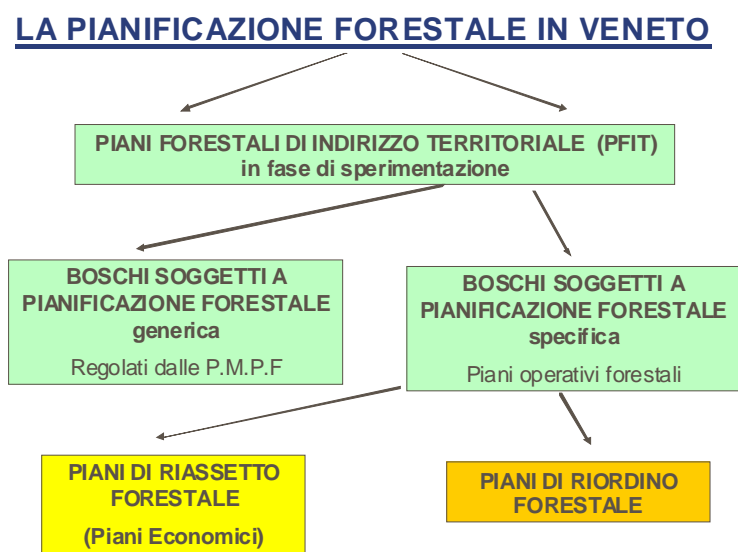 LA PIANIFICAZIONE FORESTALE IN VENETO
PIANI FORESTALI DI INDIRIZZO TERRITORIALE (PFIT)
in fase di sperimentazione
BOSCHI SOGGETTI A
PIANIFICAZIONE FORESTALE
generica
Regolati dalle P.M.P.F
BOSCHI SOGGETTI A
PIANIFICAZIONE FORESTALE
specifica
Piani operativi forestali
PIANI DI RIASSETTO
FORESTALE
(Piani Economici)
PIANI DI RIORDINO
FORESTALE